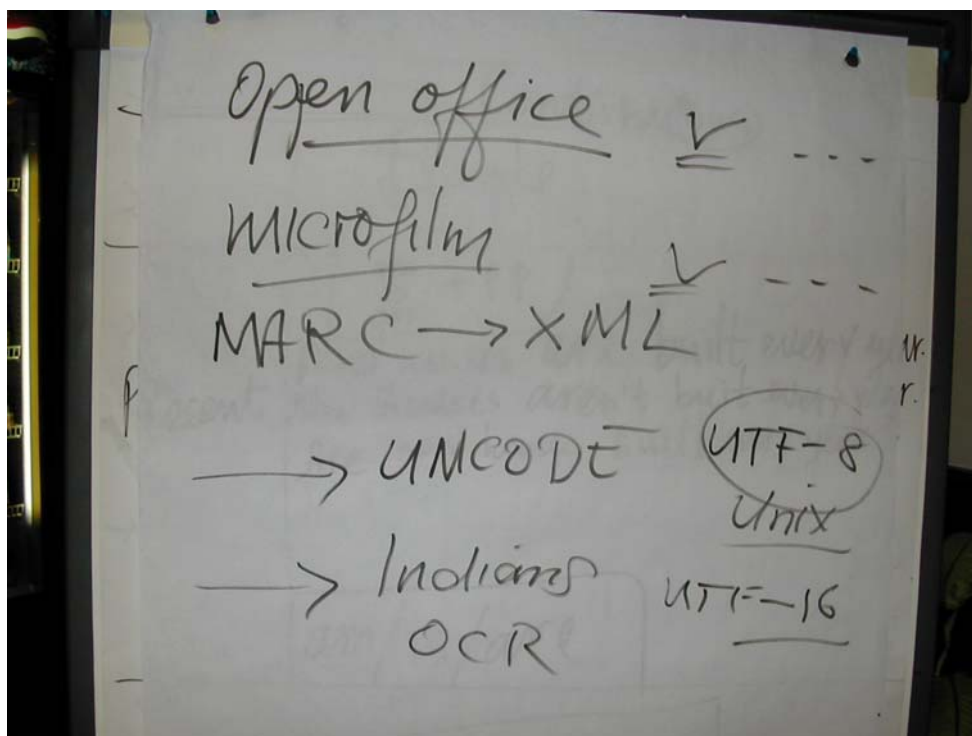 Open office
microfilm
MARC → XML
→ UNICODE UTF-8
Unix
→ Indians UTF-16
OCR